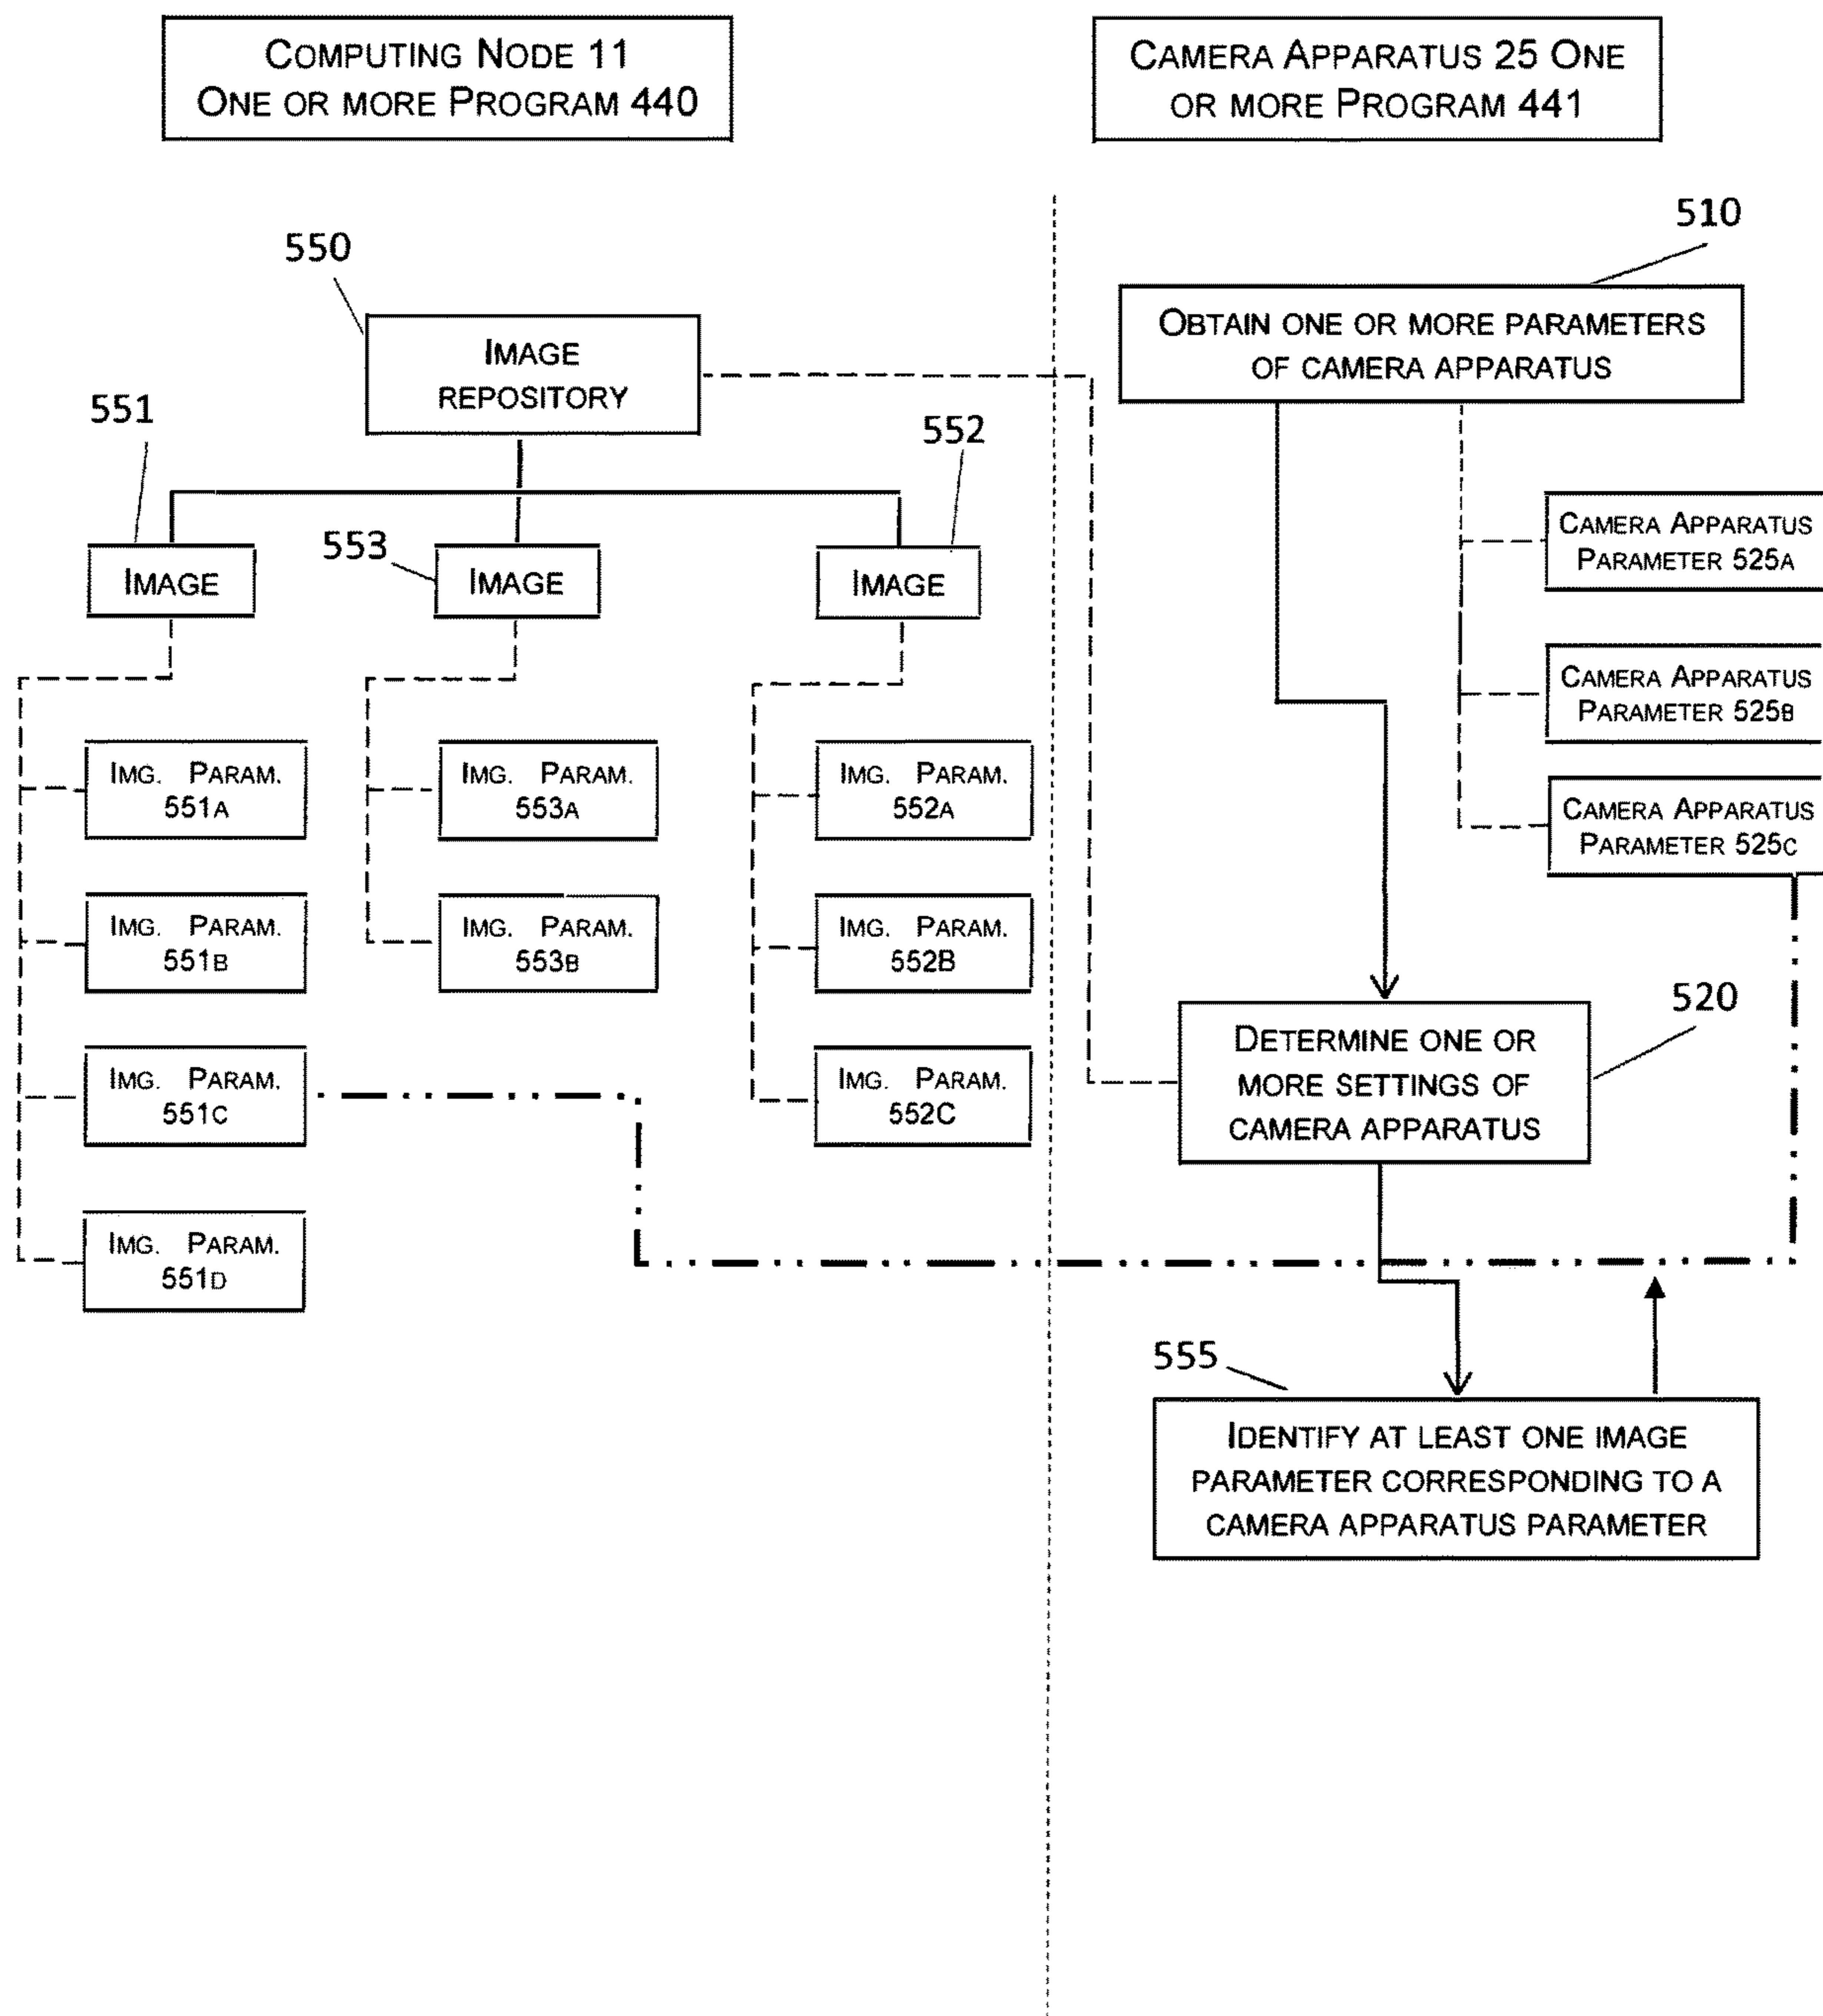 COMPUTING NODE 11
ONE OR MORE PROGRAM 440
CAMERA APPARATUS 25 ONE
OR MORE PROGRAM 441
550
IMAGE
REPOSITORY
551
552
553
IMAGE
IMAGE
IMAGE
IMG. PARAM.
551A
IMG. PARAM.
553A
IMG. PARAM.
552A
IMG. PARAM.
551B
IMG. PARAM.
553B
IMG. PARAM.
552B
IMG. PARAM.
551C
IMG. PARAM.
552C
IMG. PARAM.
551D
510
OBTAIN ONE OR MORE PARAMETERS
OF CAMERA APPARATUS
CAMERA APPARATUS
PARAMETER 525A
CAMERA APPARATUS
PARAMETER 525B
CAMERA APPARATUS
PARAMETER 525C
520
DETERMINE ONE OR
MORE SETTINGS OF
CAMERA APPARATUS
555
IDENTIFY AT LEAST ONE IMAGE
PARAMETER CORRESPONDING TO A
CAMERA APPARATUS PARAMETER